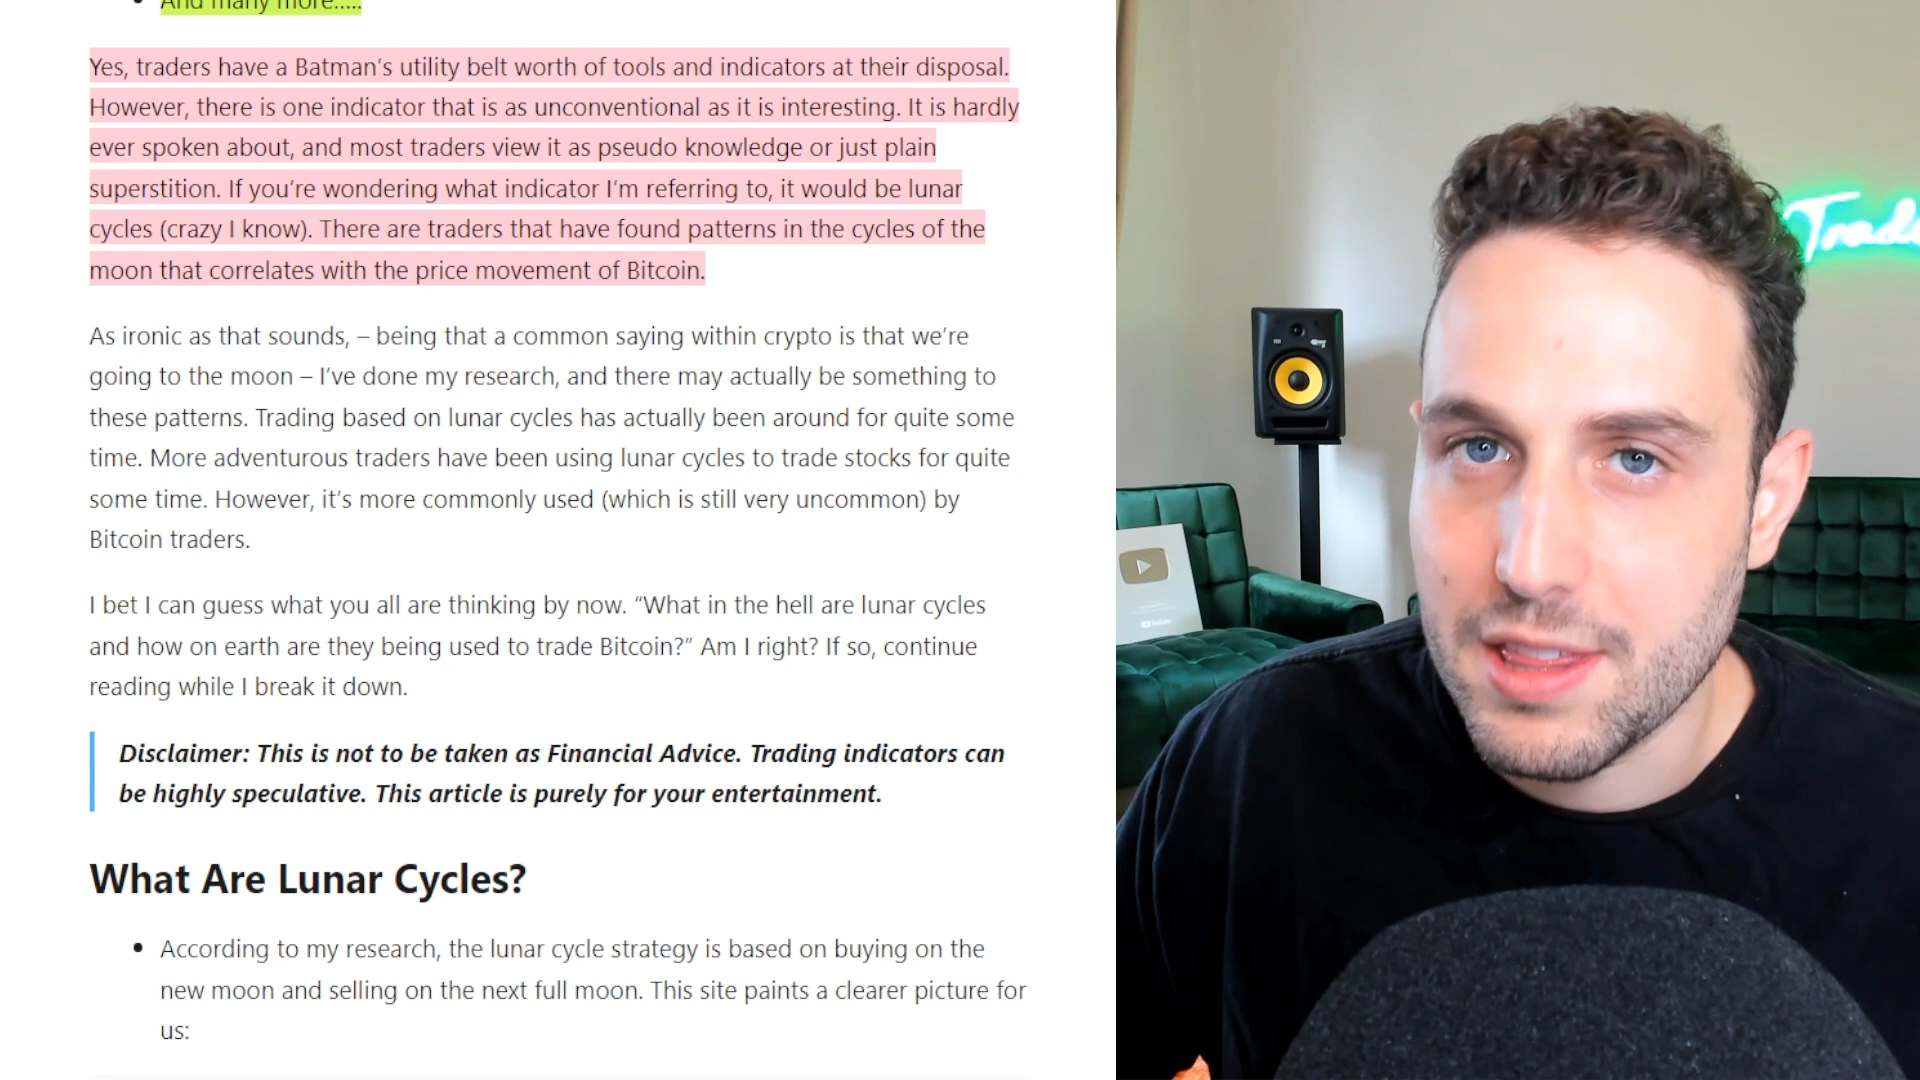 And many more.....
Yes, traders have a Batman’s utility belt worth of tools and indicators at their disposal.
However, there is one indicator that is as unconventional as it is interesting. It is hardly
ever spoken about, and most traders view it as pseudo knowledge or just plain
superstition. If you’re wondering what indicator I’m referring to, it would be lunar
cycles (crazy I know). There are traders that have found patterns in the cycles of the
moon that correlates with the price movement of Bitcoin.
As ironic as that sounds, – being that a common saying within crypto is that we’re
going to the moon – I’ve done my research, and there may actually be something to
these patterns. Trading based on lunar cycles has actually been around for quite some
time. More adventurous traders have been using lunar cycles to trade stocks for quite
some time. However, it’s more commonly used (which is still very uncommon) by
Bitcoin traders.
I bet I can guess what you all are thinking by now. “What in the hell are lunar cycles
and how on earth are they being used to trade Bitcoin?” Am I right? If so, continue
reading while I break it down.
Disclaimer: This is not to be taken as Financial Advice. Trading indicators can
be highly speculative. This article is purely for your entertainment.
What Are Lunar Cycles?
According to my research, the lunar cycle strategy is based on buying on the
new moon and selling on the next full moon. This site paints a clearer picture for
us:
YouTube